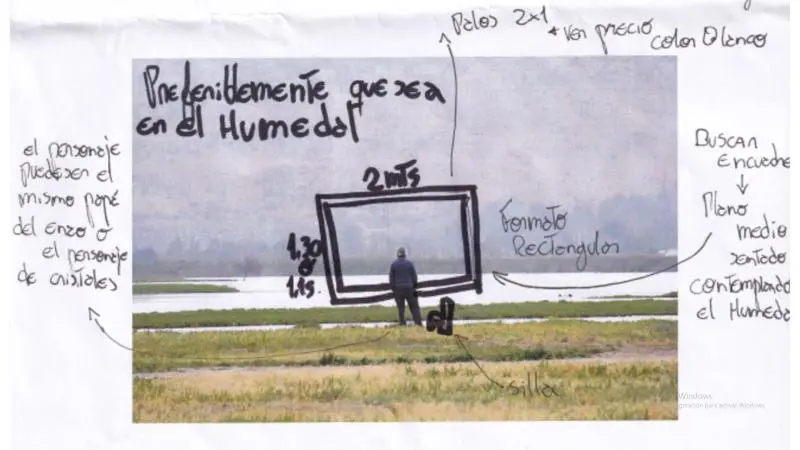 Palos 2x1
* Ver precio
color Blanco
Preferiblemente que sea
en el Humedal
el personaje
puede ser el
mismo papá
del enzo o
el personaje
de cristales
2 mts
1,30
o
1.15
Formato
Rectangular
Buscan
Encuadre
Plano
medio
sentado
contemplando
el Humedal
silla
Windows